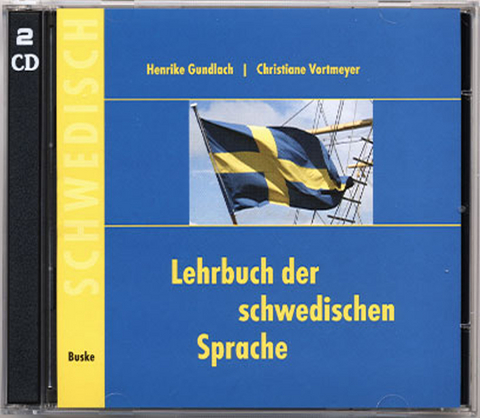 2
CD
SCHWEDISCH
Henrike Gundlach | Christiane Vortmeyer
Lehrbuch der
schwedischen
Sprache
Buske